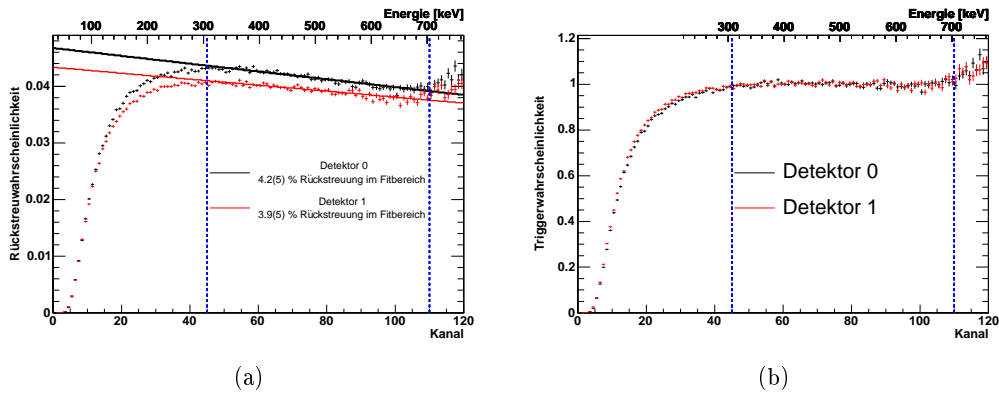 Energie [keV]
100 200 300 400 500 600 700
Rückstreuwahrscheinlichkeit
0.04
0.03
0.02
0.01
0
Detektor 0
4.2(5) % Rückstreuung im Fitbereich
Detektor 1
3.9(5) % Rückstreuung im Fitbereich
0 20 40 60 80 100 120
Kanal
(a)
Energie [keV]
300 400 500 600 700
Triggerwahrscheinlichkeit
1.2
1
0.8
0.6
0.4
0.2
0
Detektor 0
Detektor 1
0 20 40 60 80 100 120
Kanal
(b)